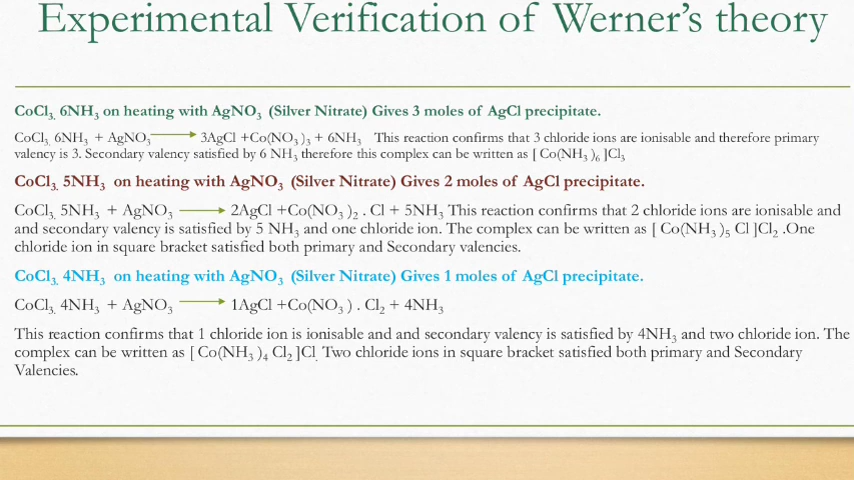 Experimental Verification of Werner’s theory
CoCl₃. 6NH₃ on heating with AgNO₃ (Silver Nitrate) Gives 3 moles of AgCl precipitate.
CoCl₃. 6NH₃ + AgNO₃ ⟶ 3AgCl +Co(NO₃)₃ + 6NH₃ This reaction confirms that 3 chloride ions are ionisable and therefore primary
valency is 3. Secondary valency satisfied by 6 NH₃ therefore this complex can be written as [ Co(NH₃)₆ ]Cl₃
CoCl₃. 5NH₃ on heating with AgNO₃ (Silver Nitrate) Gives 2 moles of AgCl precipitate.
CoCl₃. 5NH₃ + AgNO₃ ⟶ 2AgCl +Co(NO₃)₂ . Cl + 5NH₃ This reaction confirms that 2 chloride ions are ionisable and
and secondary valency is satisfied by 5 NH₃ and one chloride ion. The complex can be written as [ Co(NH₃)₅ Cl ]Cl₂ .One
chloride ion in square bracket satisfied both primary and Secondary valencies.
CoCl₃. 4NH₃ on heating with AgNO₃ (Silver Nitrate) Gives 1 moles of AgCl precipitate.
CoCl₃. 4NH₃ + AgNO₃ ⟶ 1AgCl +Co(NO₃) . Cl₂ + 4NH₃
This reaction confirms that 1 chloride ion is ionisable and and secondary valency is satisfied by 4NH₃ and two chloride ion. The
complex can be written as [ Co(NH₃)₄ Cl₂ ]Cl. Two chloride ions in square bracket satisfied both primary and Secondary
Valencies.